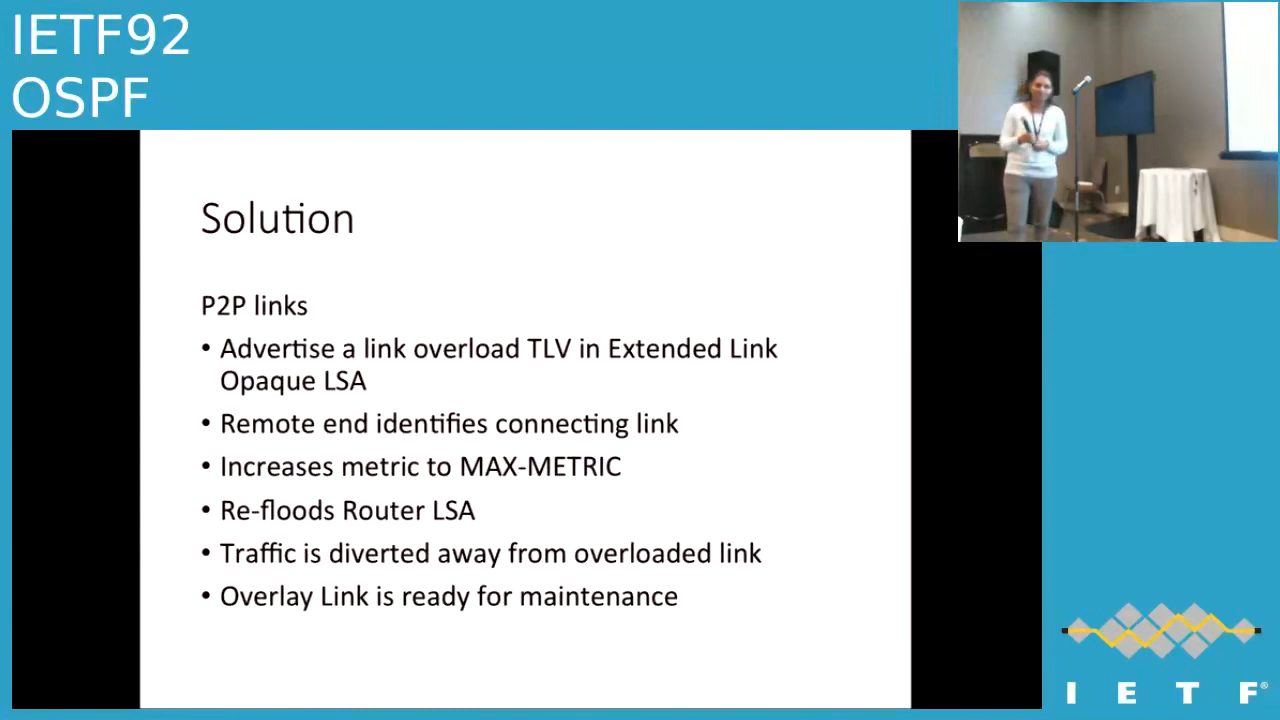 IETF92
OSPF
Solution
P2P links
• Advertise a link overload TLV in Extended Link
Opaque LSA
• Remote end identifies connecting link
• Increases metric to MAX-METRIC
• Re-floods Router LSA
• Traffic is diverted away from overloaded link
• Overlay Link is ready for maintenance
I E T F®